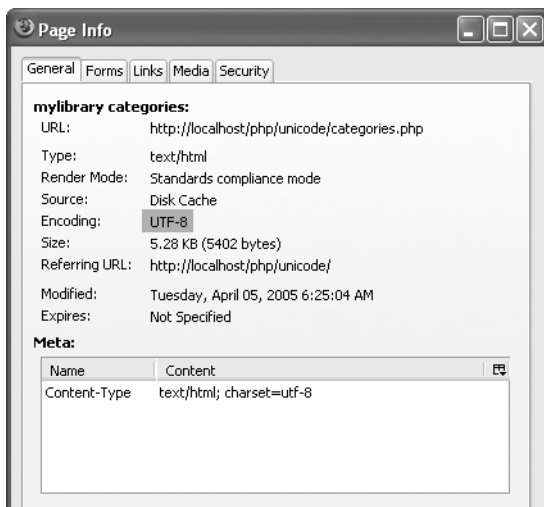 Page Info
General Forms Links Media Security
mylibrary categories:
URL: http://localhost/php/unicode/categories.php
Type: text/html
Render Mode: Standards compliance mode
Source: Disk Cache
Encoding: UTF-8
Size: 5.28 KB (5402 bytes)
Referring URL: http://localhost/php/unicode/
Modified: Tuesday, April 05, 2005 6:25:04 AM
Expires: Not Specified
Meta:
Name Content
Content-Type text/html; charset=utf-8